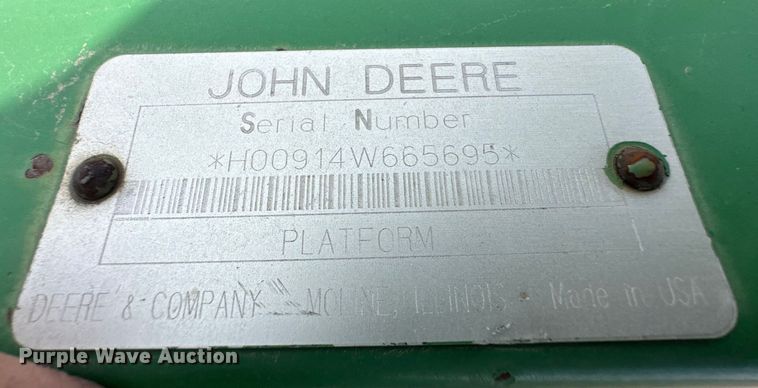 JOHN DEERE
Serial Number
*H00914W665695*
PLATFORM
DEERE & COMPANY MOLINE, ILLINOIS Made in USA
Purple Wave Auction